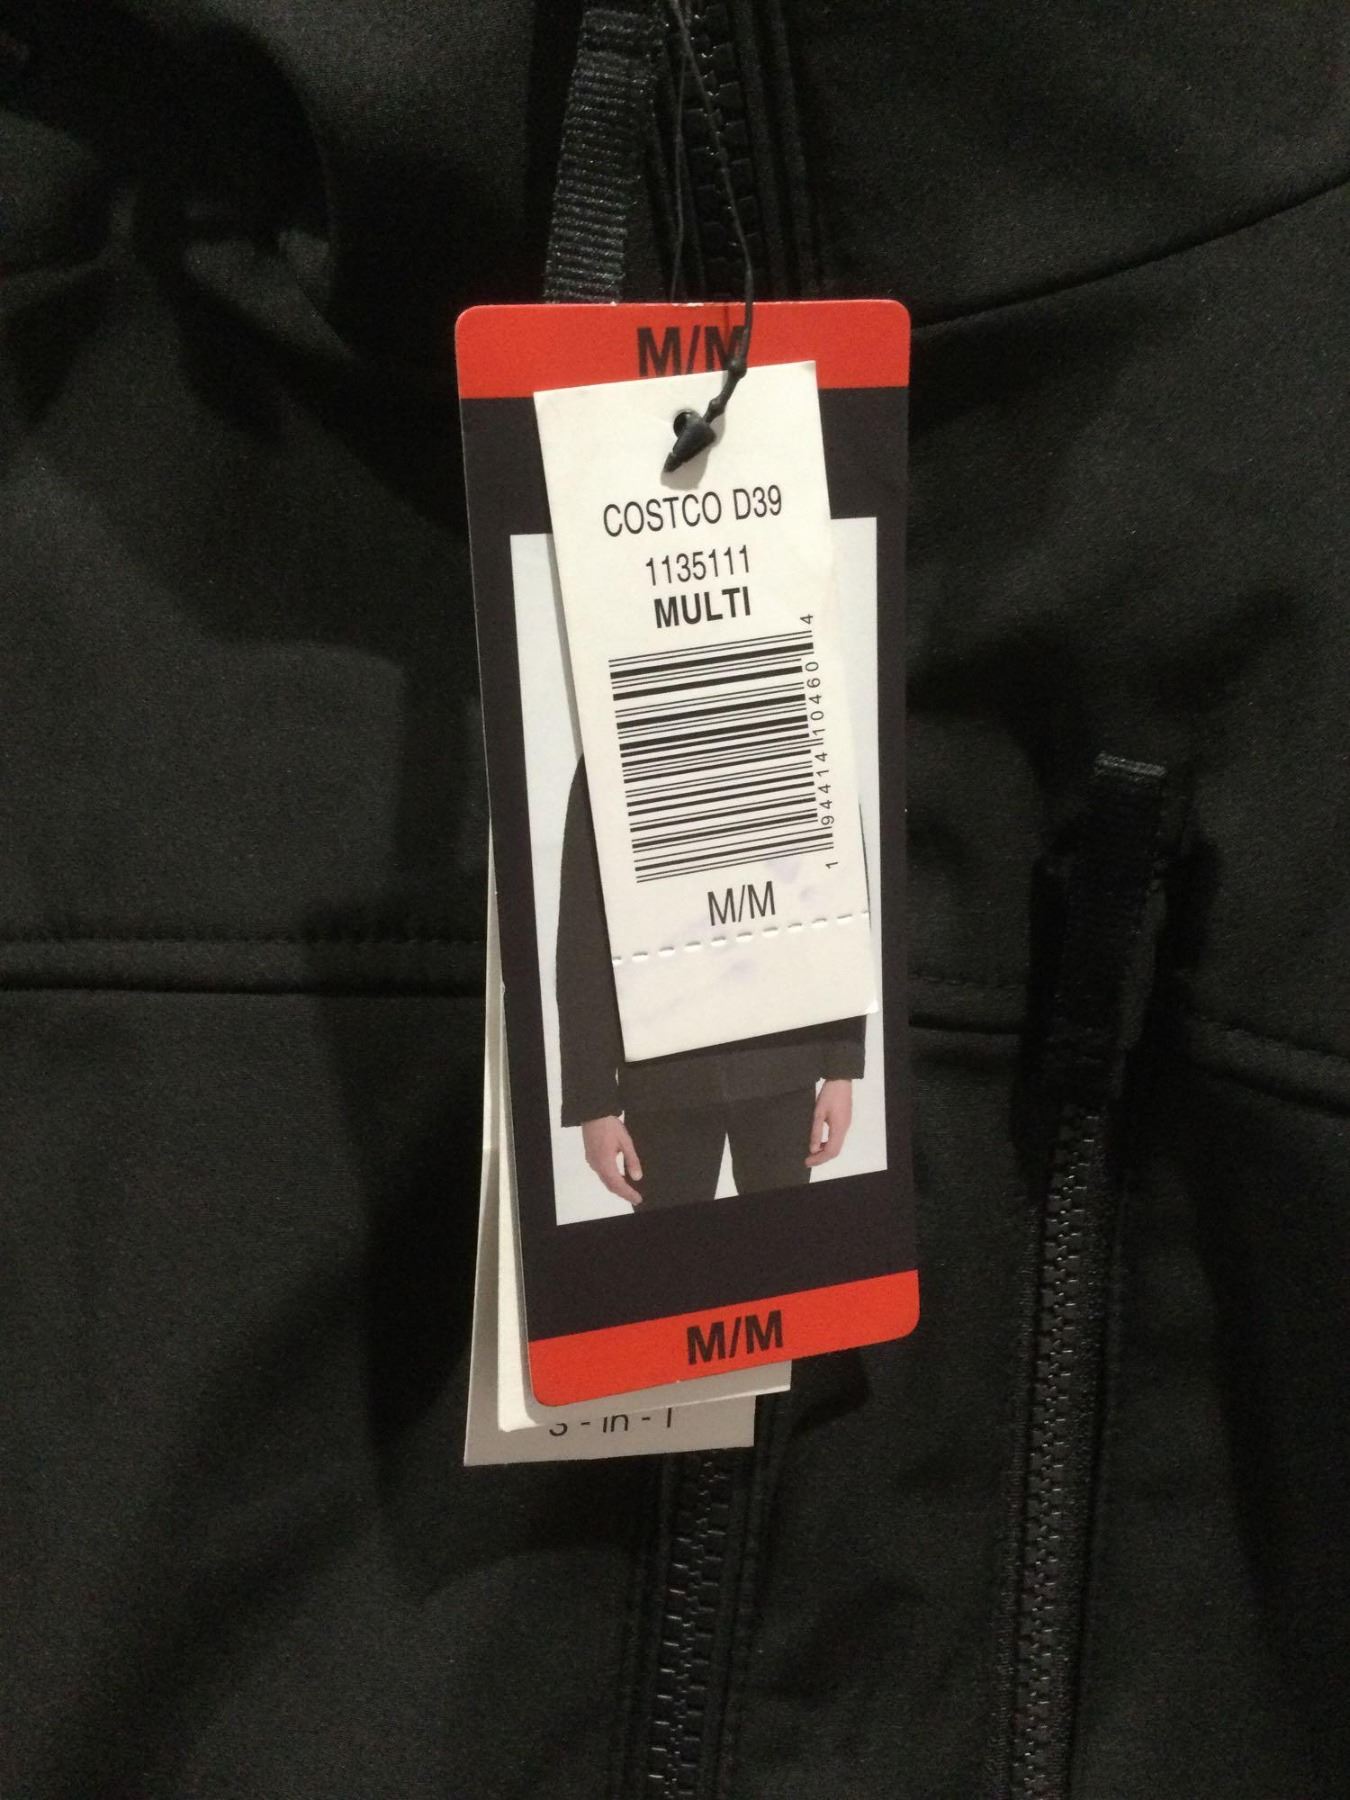 M/M
COSTCO D39
1135111
MULTI
1 94414 10460 4
M/M
M/M
3 - in - 1